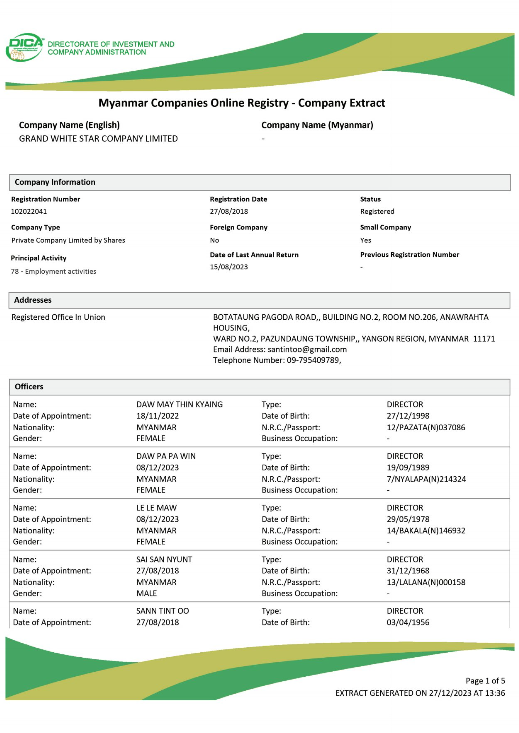 DICA DIRECTORATE OF INVESTMENT AND
COMPANY ADMINISTRATION
Myanmar Companies Online Registry - Company Extract
Company Name (English) Company Name (Myanmar)
GRAND WHITE STAR COMPANY LIMITED -
Company Information
Registration Number Registration Date Status
102022041 27/08/2018 Registered
Company Type Foreign Company Small Company
Private Company Limited by Shares No Yes
Principal Activity Date of Last Annual Return Previous Registration Number
78 - Employment activities 15/08/2023 -
Addresses
Registered Office In Union BOTATAUNG PAGODA ROAD,, BUILDING NO.2, ROOM NO.206, ANAWRAHTA
HOUSING,
WARD NO.2, PAZUNDAUNG TOWNSHIP,, YANGON REGION, MYANMAR 11171
Email Address: santintoo@gmail.com
Telephone Number: 09-795409789,
Officers
Name: DAW MAY THIN KYAING Type: DIRECTOR
Date of Appointment: 18/11/2022 Date of Birth: 27/12/1998
Nationality: MYANMAR N.R.C./Passport: 12/PAZATA(N)037086
Gender: FEMALE Business Occupation: -
Name: DAW PA PA WIN Type: DIRECTOR
Date of Appointment: 08/12/2023 Date of Birth: 19/09/1989
Nationality: MYANMAR N.R.C./Passport: 7/NYALAPA(N)214324
Gender: FEMALE Business Occupation: -
Name: LE LE MAW Type: DIRECTOR
Date of Appointment: 08/12/2023 Date of Birth: 29/05/1978
Nationality: MYANMAR N.R.C./Passport: 14/BAKALA(N)146932
Gender: FEMALE Business Occupation: -
Name: SAI SAN NYUNT Type: DIRECTOR
Date of Appointment: 27/08/2018 Date of Birth: 31/12/1968
Nationality: MYANMAR N.R.C./Passport: 13/LALANA(N)000158
Gender: MALE Business Occupation: -
Name: SANN TINT OO Type: DIRECTOR
Date of Appointment: 27/08/2018 Date of Birth: 03/04/1956
Page 1 of 5
EXTRACT GENERATED ON 27/12/2023 AT 13:36